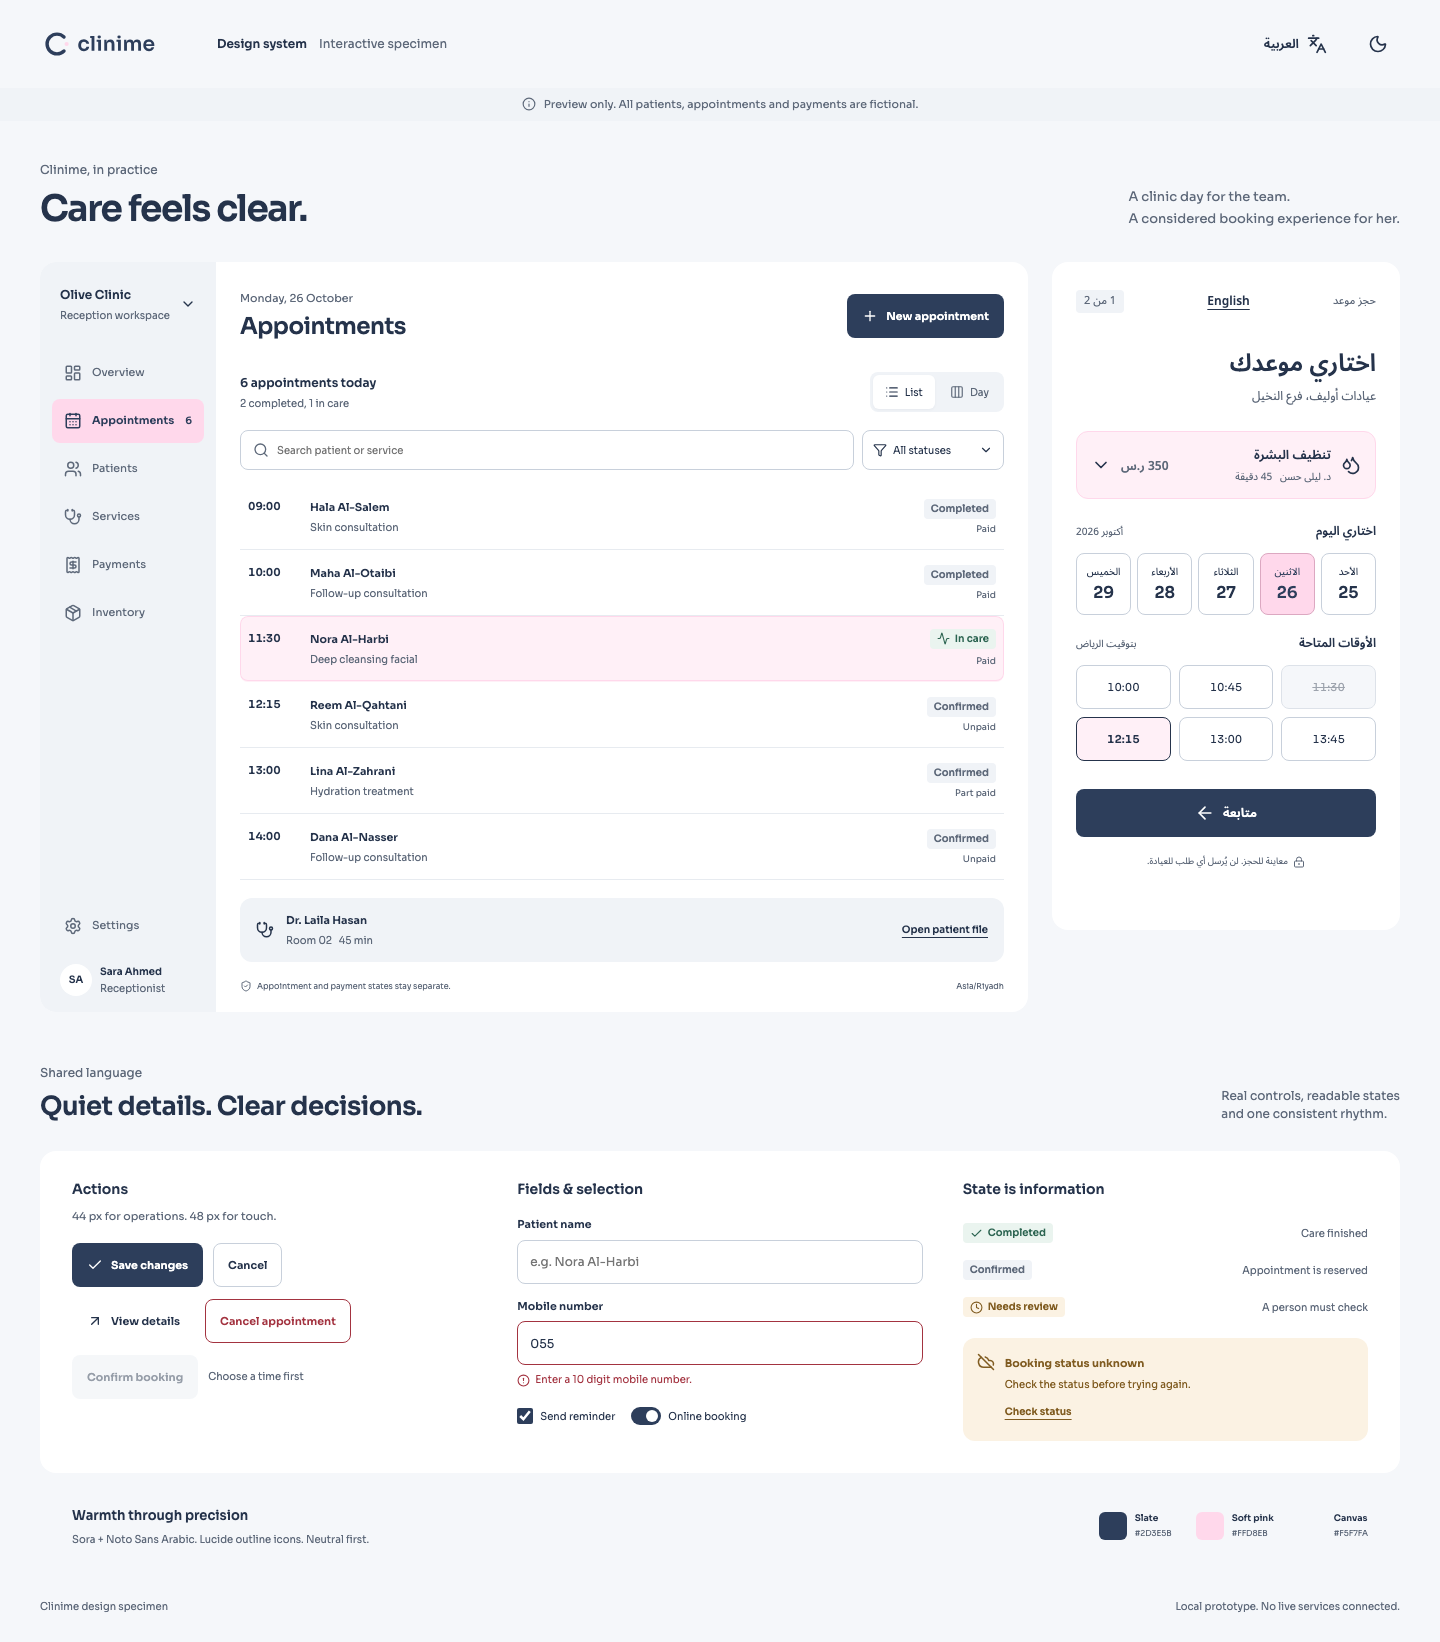 clinime
Design system
Interactive specimen
العربية
Preview only. All patients, appointments and payments are fictional.
Clinime, in practice
Care feels clear.
A clinic day for the team.
A considered booking experience for her.
Olive Clinic
Reception workspace
Overview
Appointments 6
Patients
Services
Payments
Inventory
Settings
SA
Sara Ahmed
Receptionist
Monday, 26 October
Appointments
New appointment
6 appointments today
2 completed, 1 in care
List
Day
Search patient or service
All statuses
09:00
Hala Al-Salem
Skin consultation
Completed
Paid
10:00
Maha Al-Otaibi
Follow-up consultation
Completed
Paid
11:30
Nora Al-Harbi
Deep cleansing facial
In care
Paid
12:15
Reem Al-Qahtani
Skin consultation
Confirmed
Unpaid
13:00
Lina Al-Zahrani
Hydration treatment
Confirmed
Part paid
14:00
Dana Al-Nasser
Follow-up consultation
Confirmed
Unpaid
Dr. Laila Hasan
Room 02 45 min
Open patient file
Appointment and payment states stay separate.
Asia/Riyadh
حجز موعد
English
1 من 2
اختاري موعدك
عيادات أوليف، فرع النخيل
تنظيف البشرة
د. ليلى حسن 45 دقيقة
350 ر.س
اختاري اليوم
أكتوبر 2026
الأحد
25
الاثنين
26
الثلاثاء
27
الأربعاء
28
الخميس
29
الأوقات المتاحة
بتوقيت الرياض
11:30
10:45
10:00
13:45
13:00
12:15
متابعة
معاينة للحجز. لن يُرسل أي طلب للعيادة.
Shared language
Quiet details. Clear decisions.
Real controls, readable states
and one consistent rhythm.
Actions
44 px for operations. 48 px for touch.
Save changes
Cancel
View details
Cancel appointment
Confirm booking
Choose a time first
Fields & selection
Patient name
e.g. Nora Al-Harbi
Mobile number
055
Enter a 10 digit mobile number.
Send reminder
Online booking
State is information
Completed
Care finished
Confirmed
Appointment is reserved
Needs review
A person must check
Booking status unknown
Check the status before trying again.
Check status
Warmth through precision
Sora + Noto Sans Arabic. Lucide outline icons. Neutral first.
Slate
#2D3E5B
Soft pink
#FFD8EB
Canvas
#F5F7FA
Clinime design specimen
Local prototype. No live services connected.